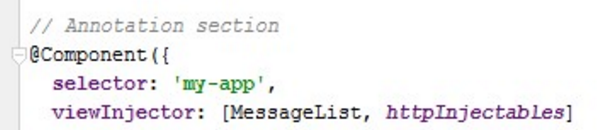 // Annotation section
@Component({
selector: 'my-app',
viewInjector: [MessageList, httpInjectables]